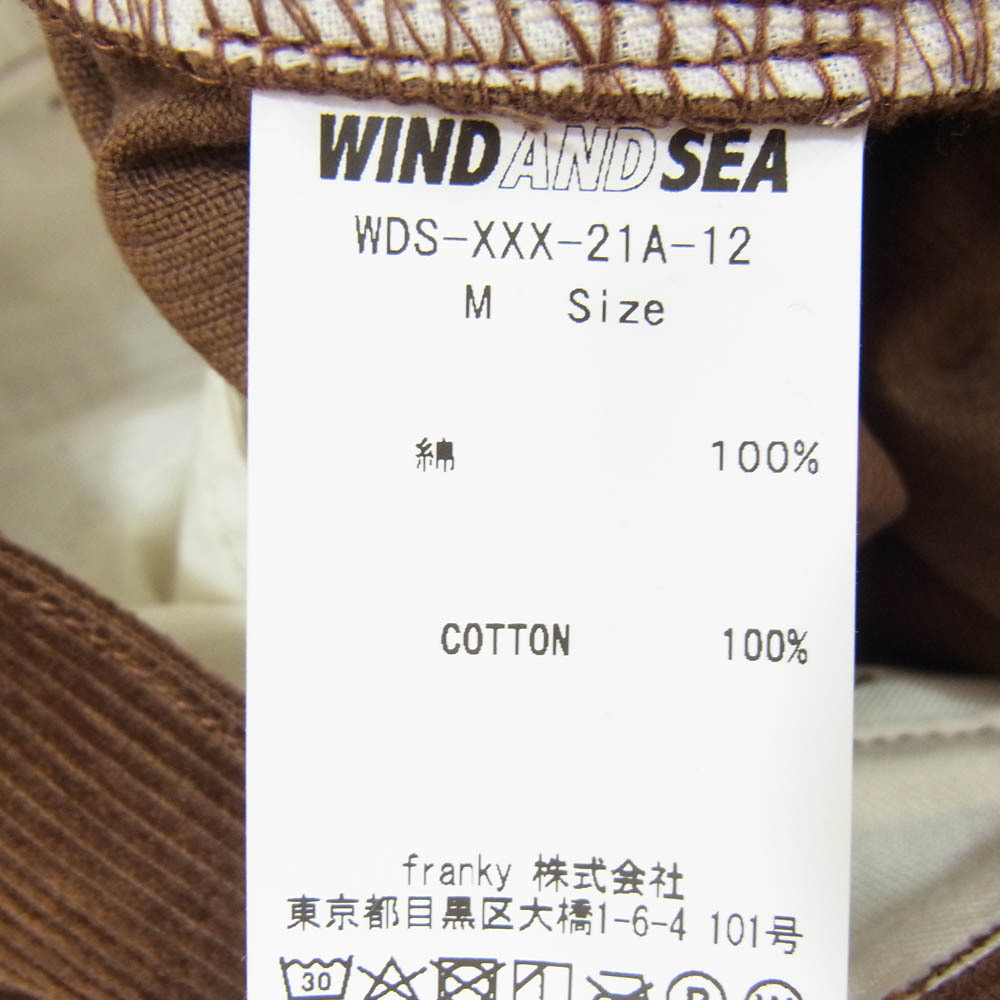 WIND AND SEA
WDS-XXX-21A-12
M Size
綿 100%
COTTON 100%
franky 株式会社
東京都目黒区大橋1-6-4 101号
30
P
W